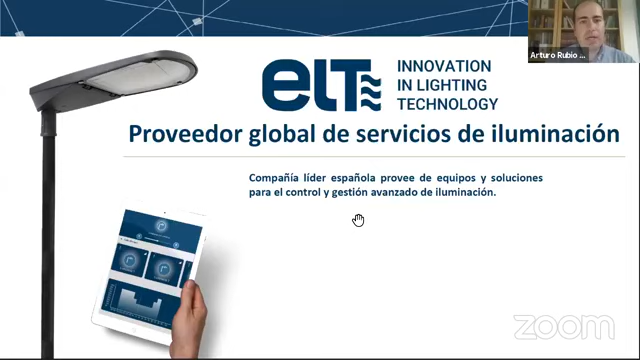 Arturo Rubio ...
eLT
INNOVATION
IN LIGHTING
TECHNOLOGY
Proveedor global de servicios de iluminación
Compañía líder española provee de equipos y soluciones
para el control y gestión avanzado de iluminación.
zoom